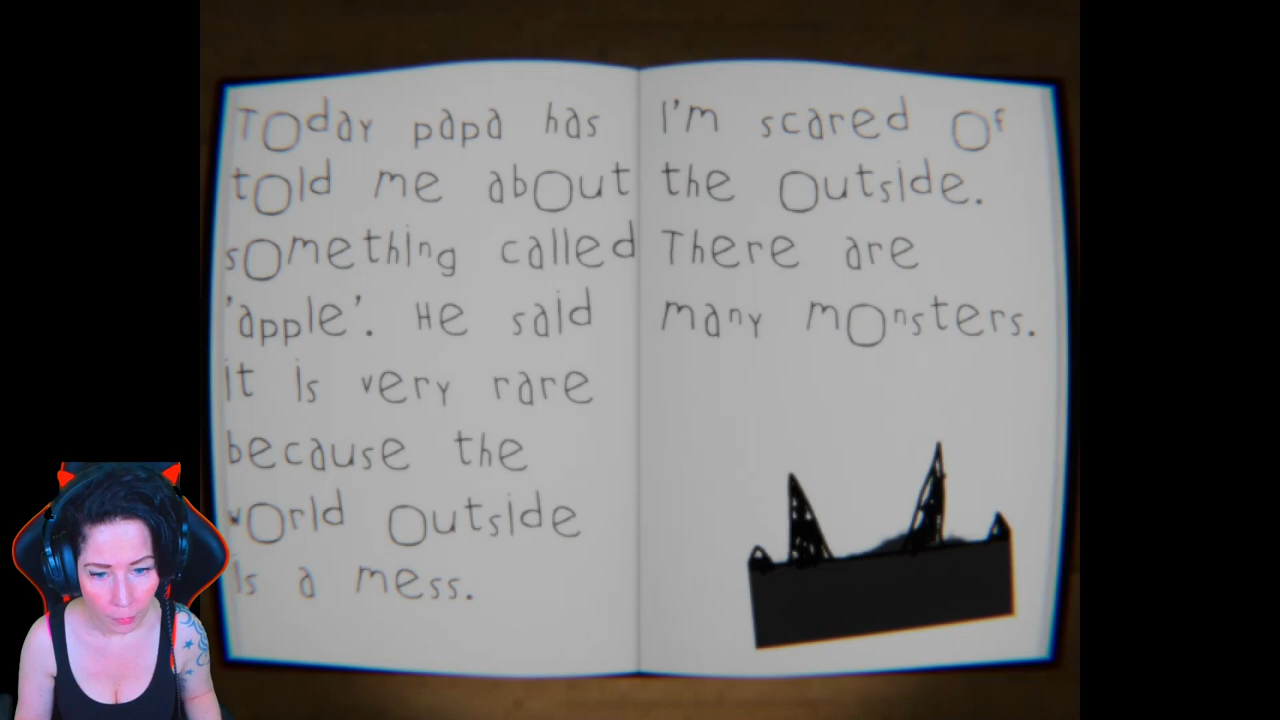 Today papa has
told me about
something called
'apple'. He said
it is very rare
because the
world outside
is a mess.
I'm scared of
the outside.
There are
many monsters.